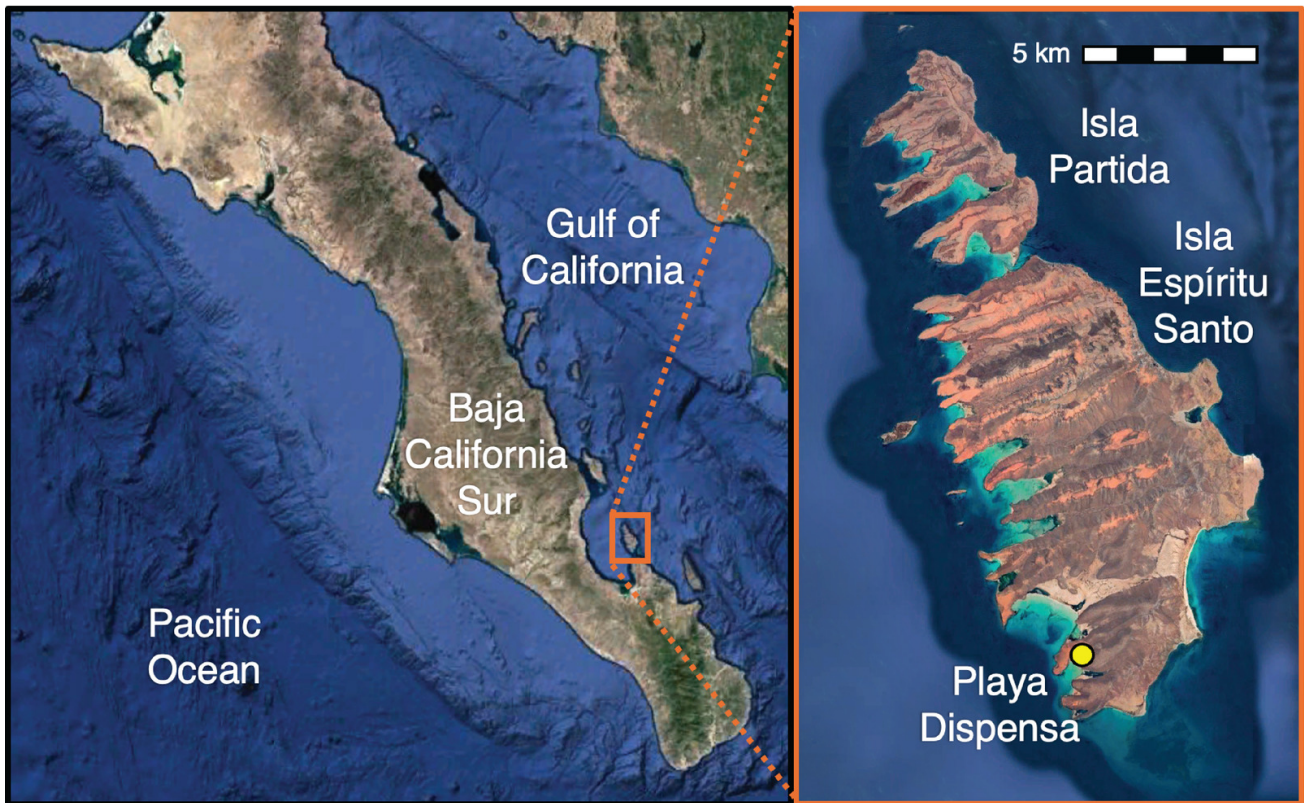 Gulf of
California
Baja
California
Sur
Pacific
Ocean
5 km
Isla
Partida
Isla
Espíritu
Santo
Playa
Dispensa